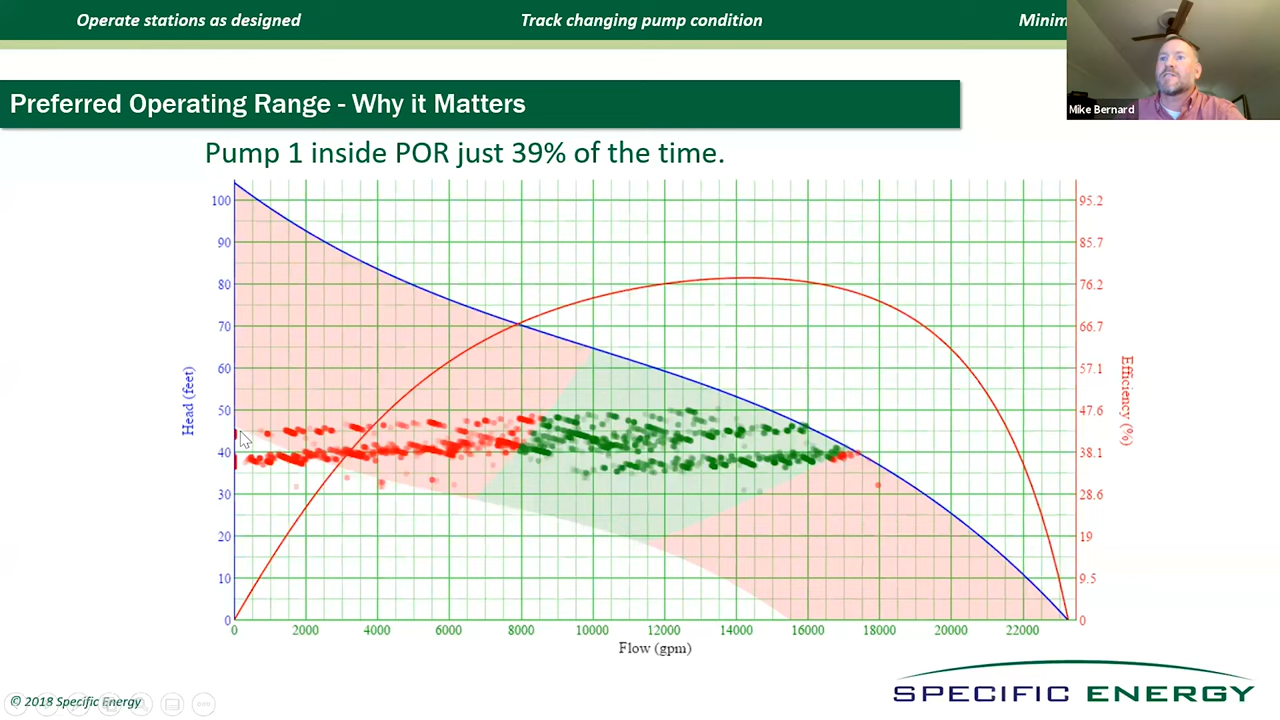 Operate stations as designed
Track changing pump condition
Minim
Mike Bernard
Preferred Operating Range - Why it Matters
Pump 1 inside POR just 39% of the time.
Head (feet)
100
90
80
70
60
50
40
30
20
10
0
95.2
85.7
76.2
66.7
57.1
47.6
38.1
28.6
19
9.5
0
Efficiency (%)
0 2000 4000 6000 8000 10000 12000 14000 16000 18000 20000 22000
Flow (gpm)
© 2018 Specific Energy
SPECIFIC ENERGY